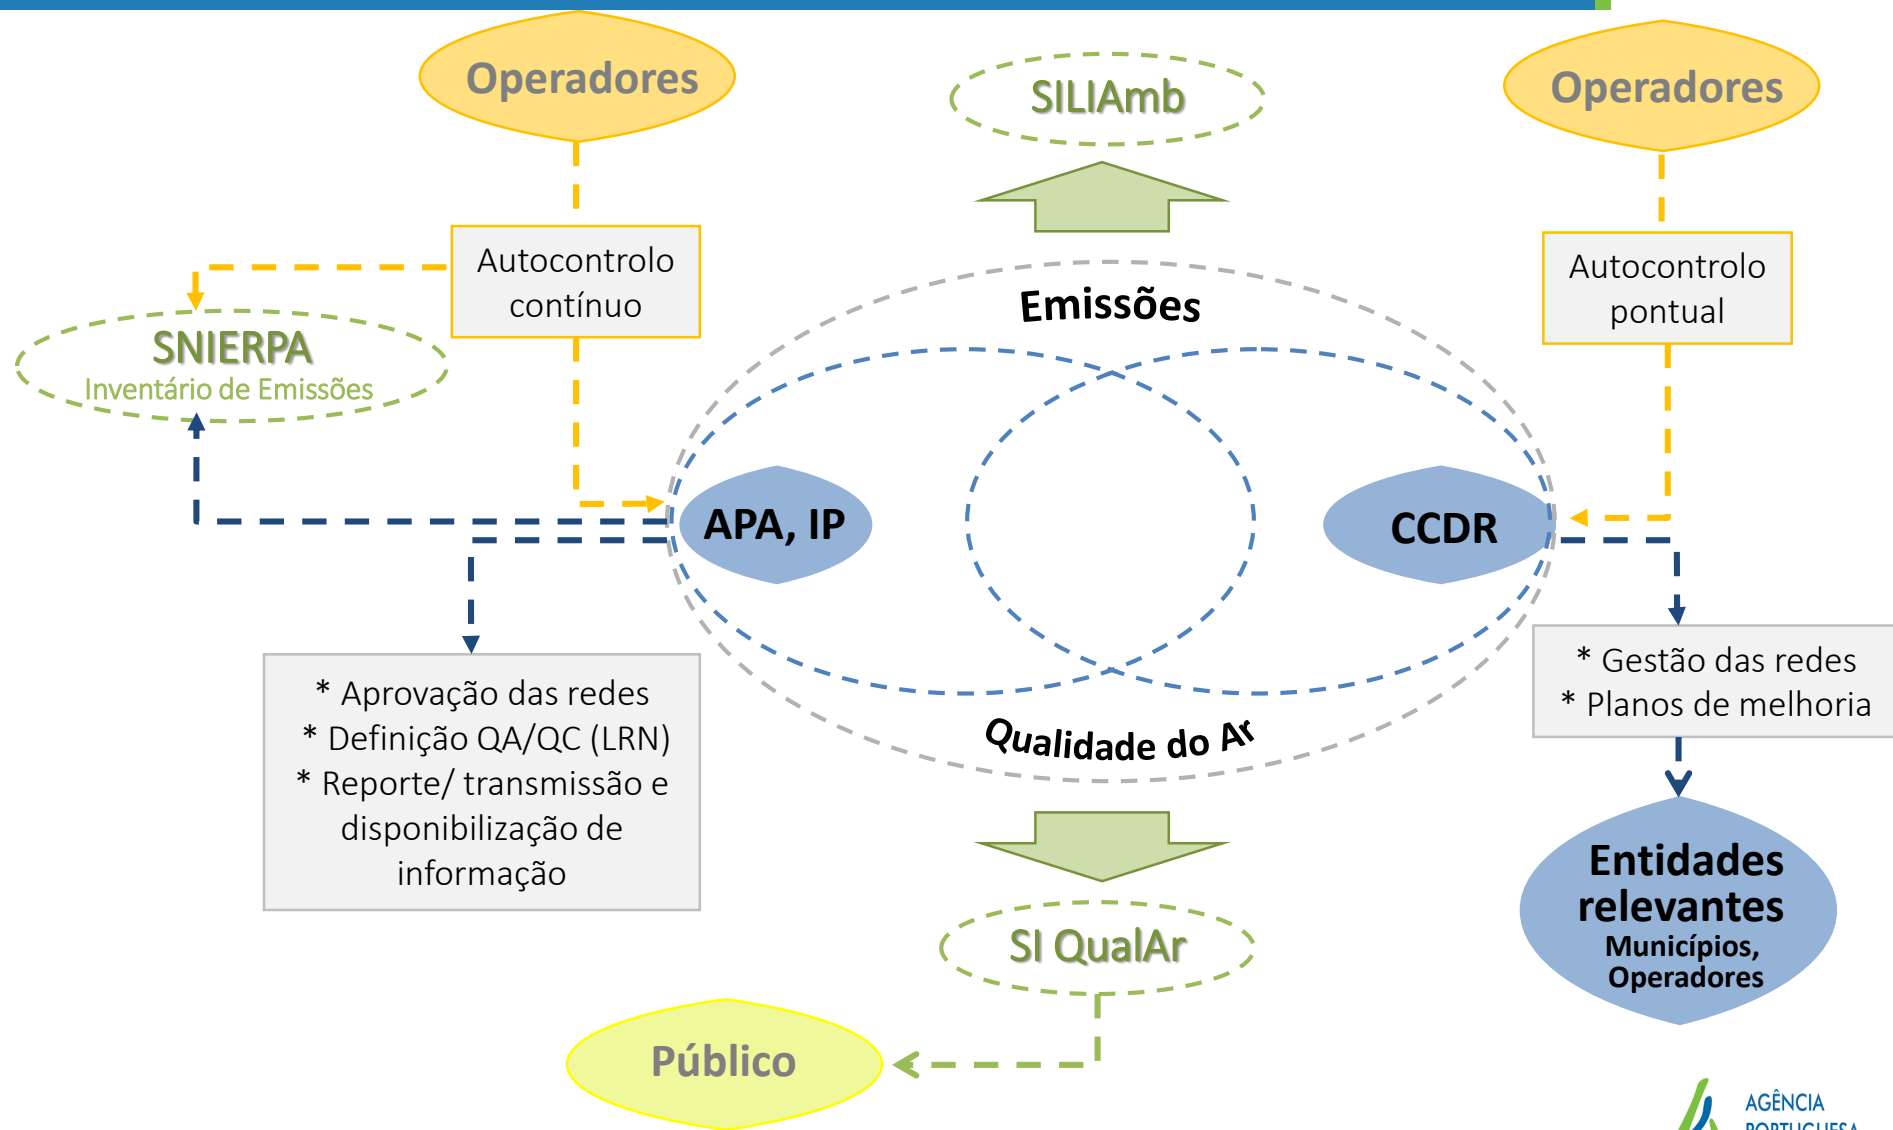 Operadores
SILIAmb
Operadores
Autocontrolo
contínuo
Autocontrolo
pontual
Emissões
SNIERPA
Inventário de Emissões
APA, IP
CCDR
* Aprovação das redes
* Definição QA/QC (LRN)
* Reporte/ transmissão e
disponibilização de
informação
* Gestão das redes
* Planos de melhoria
Qualidade do Ar
Entidades
relevantes
Municípios,
Operadores
SI QualAr
Público
AGÊNCIA
PORTUGUESA